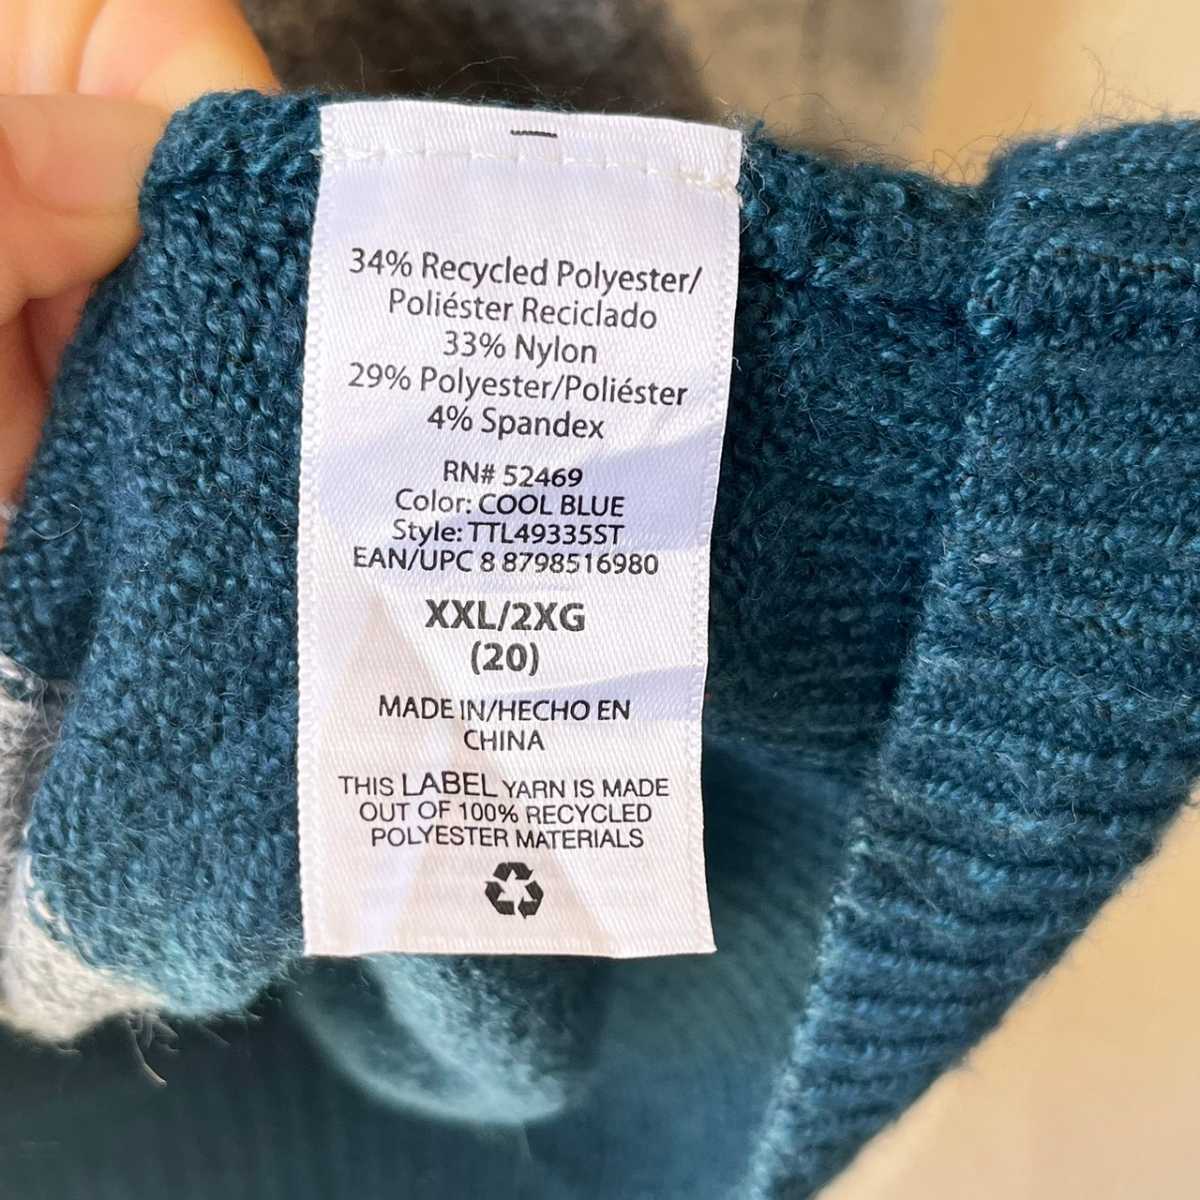 34% Recycled Polyester/
Poliéster Reciclado
33% Nylon
29% Polyester/Poliéster
4% Spandex
RN# 52469
Color: COOL BLUE
Style: TTL49335ST
EAN/UPC 8 8798516980
XXL/2XG
(20)
MADE IN/HECHO EN
CHINA
THIS LABEL YARN IS MADE
OUT OF 100% RECYCLED
POLYESTER MATERIALS